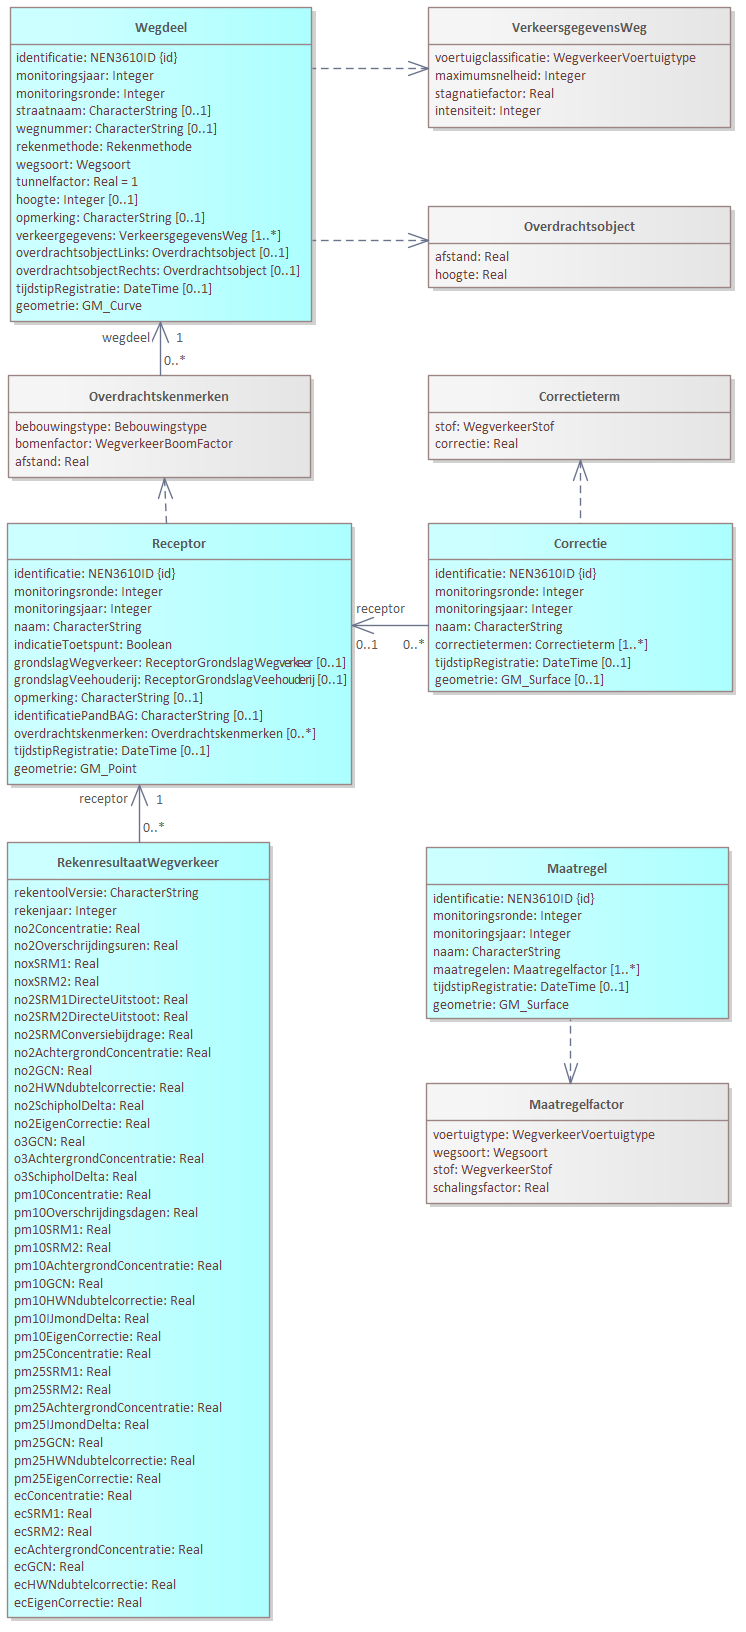 Wegdeel
identificatie: NEN3610ID {id}
monitoringsjaar: Integer
monitoringsronde: Integer
straatnaam: CharacterString [0..1]
wegnummer: CharacterString [0..1]
rekenmethode: Rekenmethode
wegsoort: Wegsoort
tunnelfactor: Real = 1
hoogte: Integer [0..1]
opmerking: CharacterString [0..1]
verkeergegevens: VerkeersgegevensWeg [1..*]
overdrachtsobjectLinks: Overdrachtsobject [0..1]
overdrachtsobjectRechts: Overdrachtsobject [0..1]
tijdstipRegistratie: DateTime [0..1]
geometrie: GM_Curve
VerkeersgegevensWeg
voertuigclassificatie: WegverkeerVoertuigtype
maximumsnelheid: Integer
stagnatiefactor: Real
intensiteit: Integer
Overdrachtsobject
afstand: Real
hoogte: Real
wegdeel 1
0..*
Overdrachtskenmerken
bebouwingstype: Bebouwingstype
bomenfactor: WegverkeerBoomFactor
afstand: Real
Correctieterm
stof: WegverkeerStof
correctie: Real
Receptor
identificatie: NEN3610ID {id}
monitoringsronde: Integer
monitoringsjaar: Integer
naam: CharacterString
indicatieToetspunt: Boolean
grondslagWegverkeer: ReceptorGrondslagWegverkeer [0..1]
grondslagVeehouderij: ReceptorGrondslagVeehouderij [0..1]
opmerking: CharacterString [0..1]
identificatiePandBAG: CharacterString [0..1]
overdrachtskenmerken: Overdrachtskenmerken [0..*]
tijdstipRegistratie: DateTime [0..1]
geometrie: GM_Point
receptor
0..1 0..*
Correctie
identificatie: NEN3610ID {id}
monitoringsronde: Integer
monitoringsjaar: Integer
naam: CharacterString
correctietermen: Correctieterm [1..*]
tijdstipRegistratie: DateTime [0..1]
geometrie: GM_Surface [0..1]
receptor 1
0..*
RekenresultaatWegverkeer
rekentoolVersie: CharacterString
rekenjaar: Integer
no2Concentratie: Real
no2Overschrijdingsuren: Real
noxSRM1: Real
noxSRM2: Real
no2SRM1DirecteUitstoot: Real
no2SRM2DirecteUitstoot: Real
no2SRMConversiebijdrage: Real
no2AchtergrondConcentratie: Real
no2GCN: Real
no2HWNdubtelcorrectie: Real
no2SchipholDelta: Real
no2EigenCorrectie: Real
o3GCN: Real
o3AchtergrondConcentratie: Real
o3SchipholDelta: Real
pm10Concentratie: Real
pm10Overschrijdingsdagen: Real
pm10SRM1: Real
pm10SRM2: Real
pm10AchtergrondConcentratie: Real
pm10GCN: Real
pm10HWNdubtelcorrectie: Real
pm10IJmondDelta: Real
pm10EigenCorrectie: Real
pm25Concentratie: Real
pm25SRM1: Real
pm25SRM2: Real
pm25AchtergrondConcentratie: Real
pm25IJmondDelta: Real
pm25GCN: Real
pm25HWNdubtelcorrectie: Real
pm25EigenCorrectie: Real
ecConcentratie: Real
ecSRM1: Real
ecSRM2: Real
ecAchtergrondConcentratie: Real
ecGCN: Real
ecHWNdubtelcorrectie: Real
ecEigenCorrectie: Real
Maatregel
identificatie: NEN3610ID {id}
monitoringsronde: Integer
monitoringsjaar: Integer
naam: CharacterString
maatregelen: Maatregelfactor [1..*]
tijdstipRegistratie: DateTime [0..1]
geometrie: GM_Surface
Maatregelfactor
voertuigtype: WegverkeerVoertuigtype
wegsoort: Wegsoort
stof: WegverkeerStof
schalingsfactor: Real